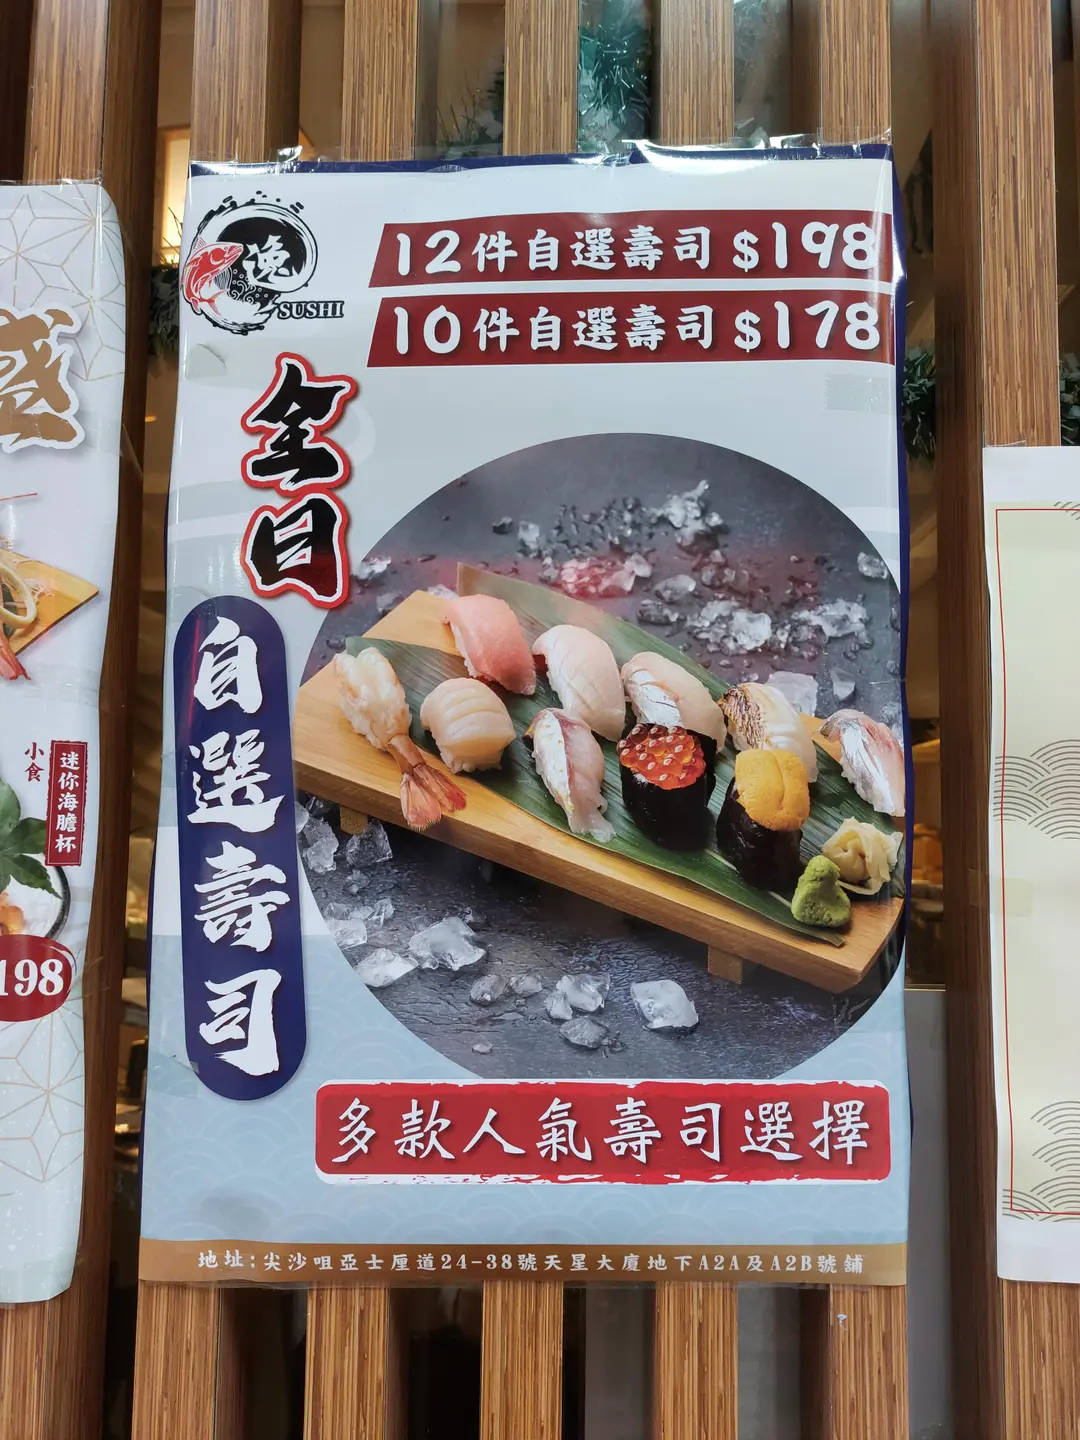 逸
SUSHI
12件自選壽司 $198
10件自選壽司 $178
全日
自選壽司
多款人氣壽司選擇
地址:尖沙咀亞士厘道24-38號天星大廈地下A2A及A2B號舖
盛
小食
迷你海膽杯
198